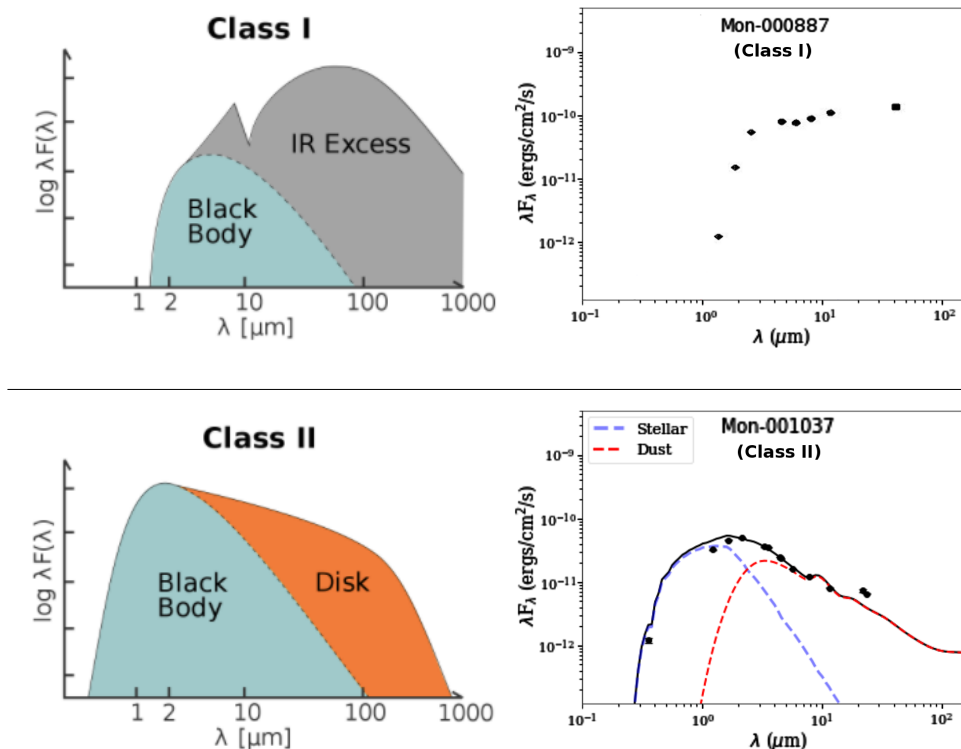 Class I
log λF(λ)
IR Excess
Black
Body
1 2 10 100 1000
λ [µm]
Mon-000887
(Class I)
λF_λ (ergs/cm²/s)
10⁻⁹
10⁻¹⁰
10⁻¹¹
10⁻¹²
10⁻¹ 10⁰ 10¹ 10²
λ (µm)
Class II
log λF(λ)
Black
Body
Disk
1 2 10 100 1000
λ [µm]
Stellar
Dust
Mon-001037
(Class II)
λF_λ (ergs/cm²/s)
10⁻⁹
10⁻¹⁰
10⁻¹¹
10⁻¹²
10⁻¹ 10⁰ 10¹ 10²
λ (µm)